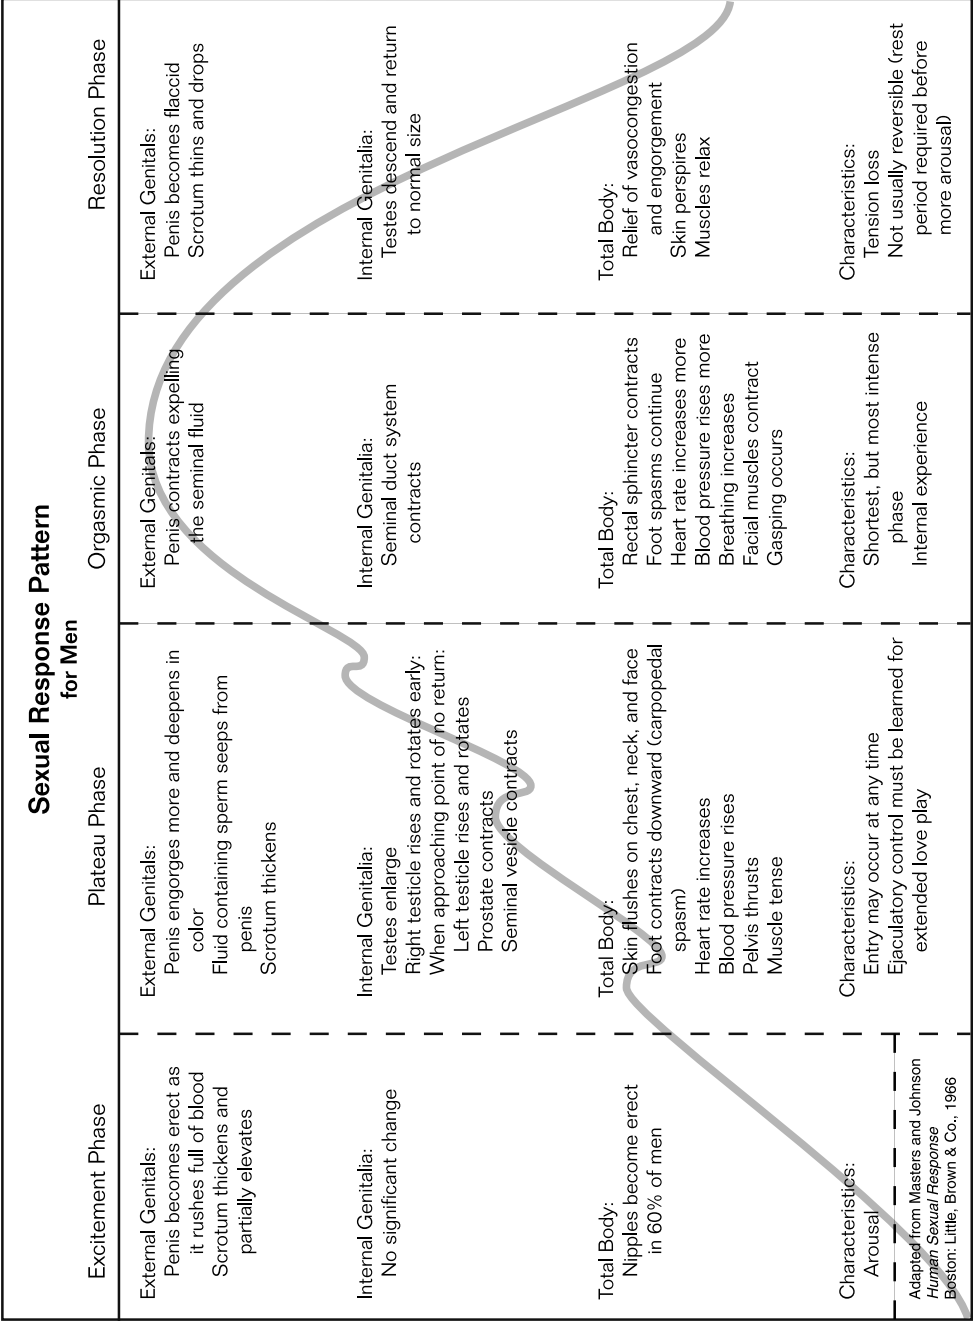 Sexual Response Pattern
for Men
Excitement Phase
External Genitals:
Penis becomes erect as
it rushes full of blood
Scrotum thickens and
partially elevates
Internal Genitalia:
No significant change
Total Body:
Nipples become erect
in 60% of men
Characteristics:
Arousal
Adapted from Masters and Johnson
Human Sexual Response
Boston: Little, Brown & Co., 1966
Plateau Phase
External Genitals:
Penis engorges more and deepens in
color
Fluid containing sperm seeps from
penis
Scrotum thickens
Internal Genitalia:
Testes enlarge
Right testicle rises and rotates early:
When approaching point of no return:
Left testicle rises and rotates
Prostate contracts
Seminal vesicle contracts
Total Body:
Skin flushes on chest, neck, and face
Foot contracts downward (carpopedal
spasm)
Heart rate increases
Blood pressure rises
Pelvis thrusts
Muscle tense
Characteristics:
Entry may occur at any time
Ejaculatory control must be learned for
extended love play
Orgasmic Phase
External Genitals:
Penis contracts expelling
the seminal fluid
Internal Genitalia:
Seminal duct system
contracts
Total Body:
Rectal sphincter contracts
Foot spasms continue
Heart rate increases more
Blood pressure rises more
Breathing increases
Facial muscles contract
Gasping occurs
Characteristics:
Shortest, but most intense
phase
Internal experience
Resolution Phase
External Genitals:
Penis becomes flaccid
Scrotum thins and drops
Internal Genitalia:
Testes descend and return
to normal size
Total Body:
Relief of vasocongestion
and engorgement
Skin perspires
Muscles relax
Characteristics:
Tension loss
Not usually reversible (rest
period required before
more arousal)